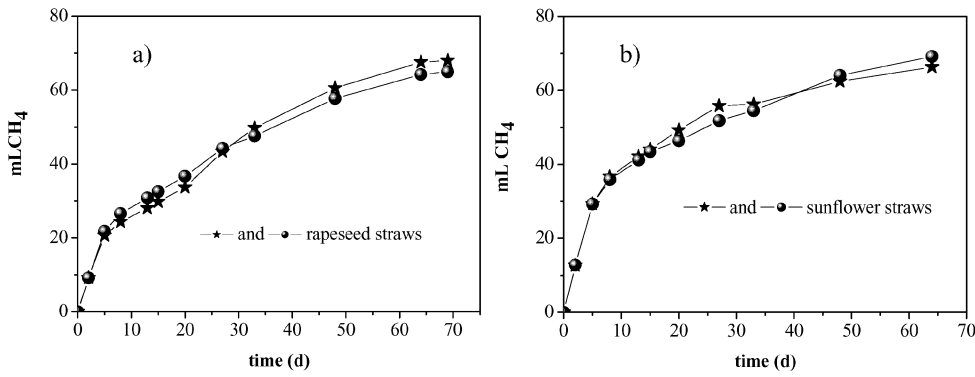 a)
mLCH4
80
60
40
20
0
★ and ● rapeseed straws
0 10 20 30 40 50 60 70
time (d)
b)
mL CH4
80
60
40
20
0
★ and ● sunflower straws
0 10 20 30 40 50 60 70
time (d)